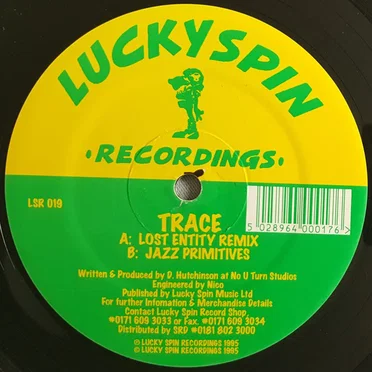 LUCKY SPIN
• RECORDINGS •
LSR 019
5 028964 000176 >
TRACE
A: LOST ENTITY REMIX
B: JAZZ PRIMITIVES
Written & Produced by D. Hutchinson at No U Turn Studios
Engineered by Nico
Published by Lucky Spin Music Ltd
For further Infomation & Merchandise Details
Contact Lucky Spin Record Shop,
#0171 609 3033 or Fax. #0171 609 3034
Distributed by SRD #0181 802 3000
℗ LUCKY SPIN RECORDINGS 1995
© LUCKY SPIN RECORDINGS 1995